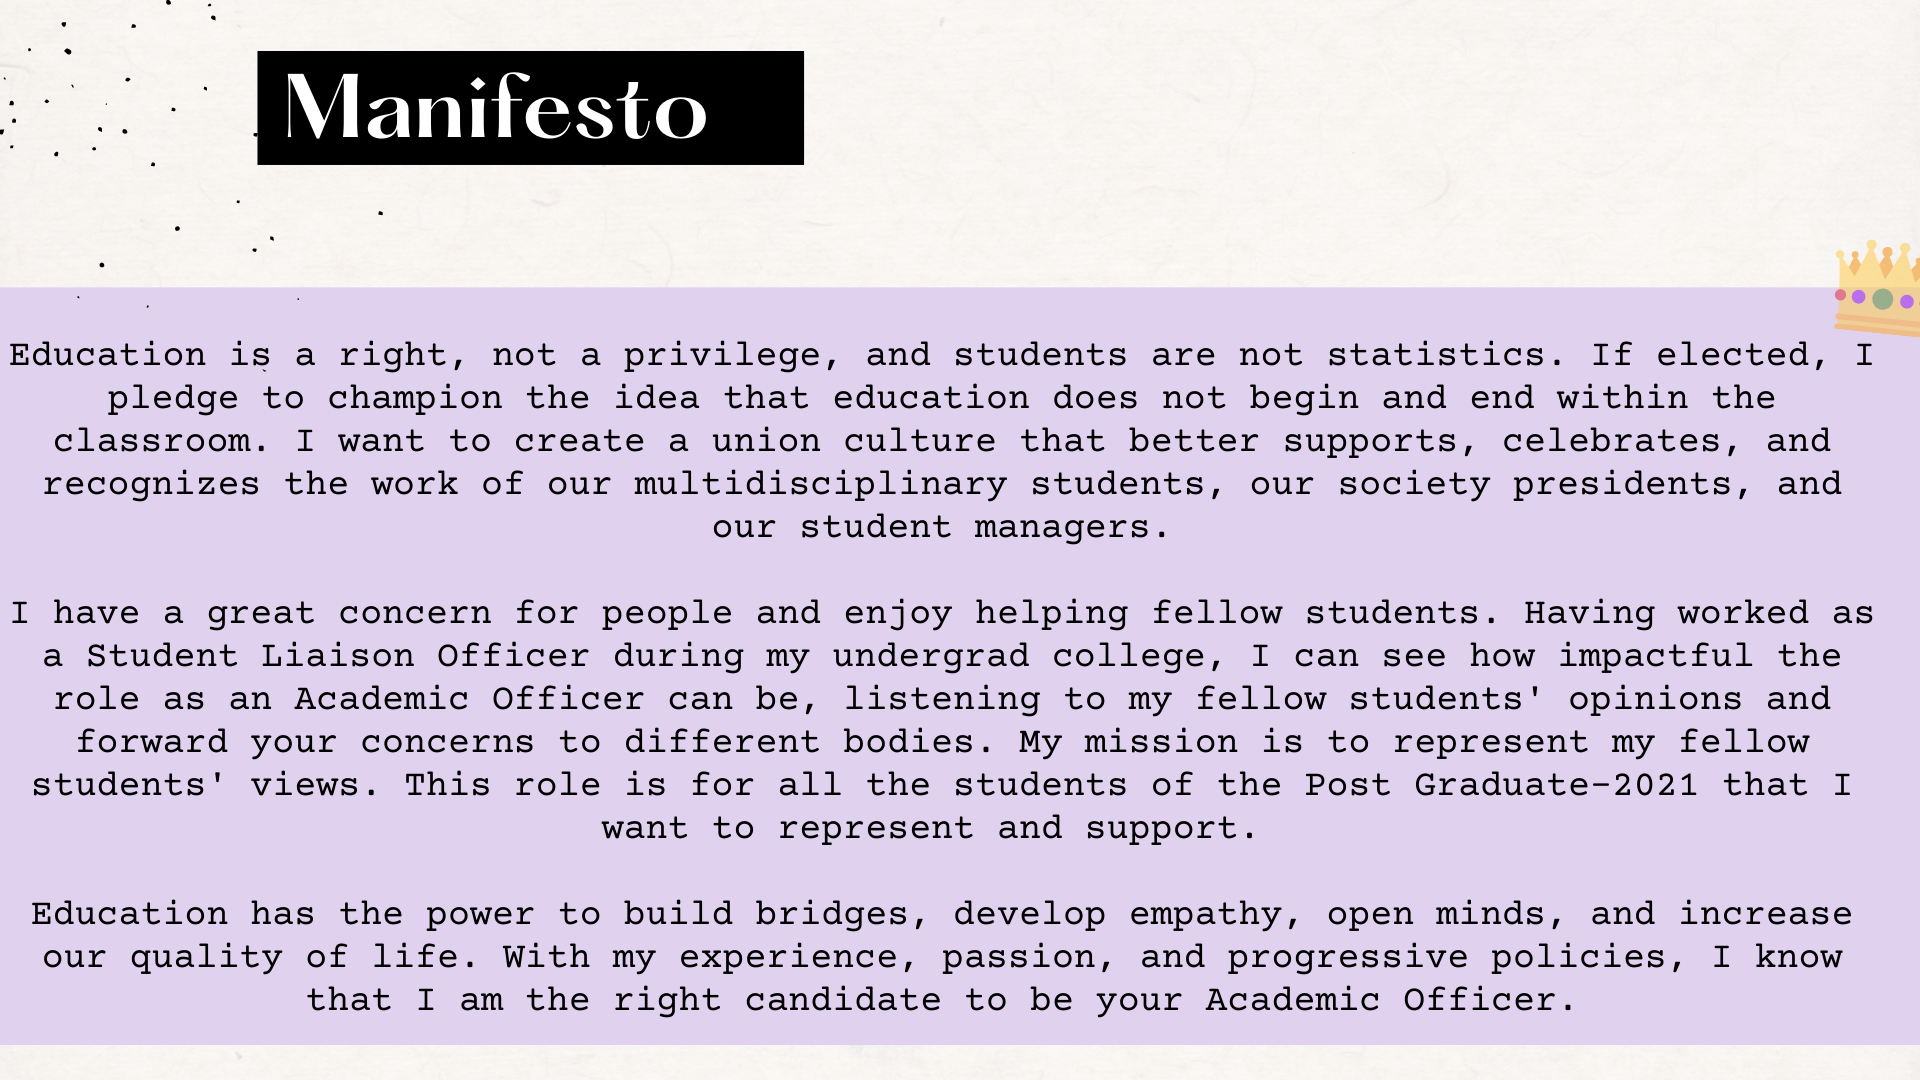 Manifesto
Education is a right, not a privilege, and students are not statistics. If elected, I
pledge to champion the idea that education does not begin and end within the
classroom. I want to create a union culture that better supports, celebrates, and
recognizes the work of our multidisciplinary students, our society presidents, and
our student managers.
I have a great concern for people and enjoy helping fellow students. Having worked as
a Student Liaison Officer during my undergrad college, I can see how impactful the
role as an Academic Officer can be, listening to my fellow students' opinions and
forward your concerns to different bodies. My mission is to represent my fellow
students' views. This role is for all the students of the Post Graduate-2021 that I
want to represent and support.
Education has the power to build bridges, develop empathy, open minds, and increase
our quality of life. With my experience, passion, and progressive policies, I know
that I am the right candidate to be your Academic Officer.